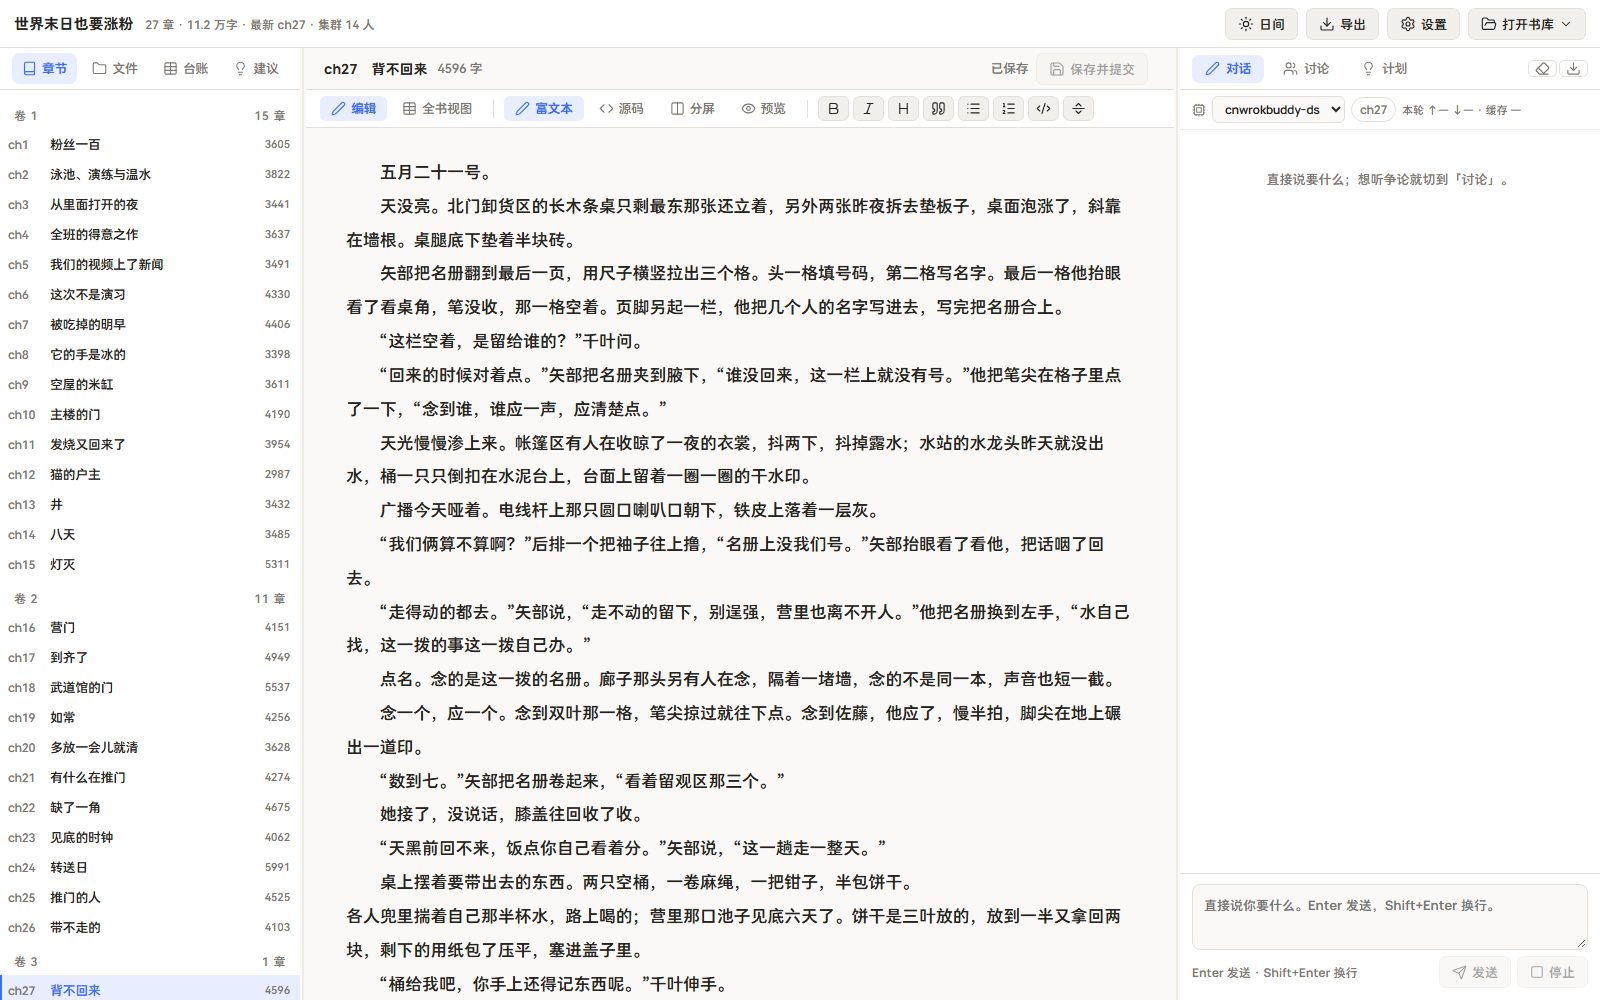 世界末日也要涨粉 27 章 · 11.2 万字 · 最新 ch27 · 集群 14 人
日间 导出 设置 打开书库
章节 文件 台账 建议
卷 1 15 章
ch1 粉丝一百 3605
ch2 泳池、演练与温水 3822
ch3 从里面打开的夜 3441
ch4 全班的得意之作 3637
ch5 我们的视频上了新闻 3491
ch6 这次不是演习 4330
ch7 被吃掉的明早 4406
ch8 它的手是冰的 3398
ch9 空屋的米缸 3611
ch10 主楼的门 4190
ch11 发烧又回来了 3954
ch12 猫的户主 2987
ch13 井 3432
ch14 八天 3485
ch15 灯灭 5311
卷 2 11 章
ch16 营门 4151
ch17 到齐了 4949
ch18 武道馆的门 5537
ch19 如常 4256
ch20 多放一会儿就清 3628
ch21 有什么在推门 4274
ch22 缺了一角 4675
ch23 见底的时钟 4062
ch24 转送日 5991
ch25 推门的人 4525
ch26 带不走的 4103
卷 3 1 章
ch27 背不回来 4596
ch27 背不回来 4596 字 已保存 保存并提交
编辑 全书视图 富文本 源码 分屏 预览 B I H
五月二十一号。
天没亮。北门卸货区的长木条桌只剩最东那张还立着，另外两张昨夜拆去垫板子，桌面泡涨了，斜靠
在墙根。桌腿底下垫着半块砖。
矢部把名册翻到最后一页，用尺子横竖拉出三个格。头一格填号码，第二格写名字。最后一格他抬眼
看了看桌角，笔没收，那一格空着。页脚另起一栏，他把几个人的名字写进去，写完把名册合上。
“这栏空着，是留给谁的？”千叶问。
“回来的时候对着点。”矢部把名册夹到腋下，“谁没回来，这一栏上就没有号。”他把笔尖在格子里点
了一下，“念到谁，谁应一声，应清楚点。”
天光慢慢渗上来。帐篷区有人在收晾了一夜的衣裳，抖两下，抖掉露水；水站的水龙头昨天就没出
水，桶一只只倒扣在水泥台上，台面上留着一圈一圈的干水印。
广播今天哑着。电线杆上那只圆口喇叭口朝下，铁皮上落着一层灰。
“我们俩算不算啊？”后排一个把袖子往上撸，“名册上没我们号。”矢部抬眼看了看他，把话咽了回
去。
“走得动的都去。”矢部说，“走不动的留下，别逞强，营里也离不开人。”他把名册换到左手，“水自己
找，这一拨的事这一拨自己办。”
点名。念的是这一拨的名册。廊子那头另有人在念，隔着一堵墙，念的不是同一本，声音也短一截。
念一个，应一个。念到双叶那一格，笔尖掠过就往下点。念到佐藤，他应了，慢半拍，脚尖在地上碾
出一道印。
“数到七。”矢部把名册卷起来，“看着留观区那三个。”
她接了，没说话，膝盖往回收了收。
“天黑前回不来，饭点你自己看着分。”矢部说，“这一趟走一整天。”
桌上摆着要带出去的东西。两只空桶，一卷麻绳，一把钳子，半包饼干。
各人兜里揣着自己那半杯水，路上喝的；营里那口池子见底六天了。饼干是三叶放的，放到一半又拿回两
块，剩下的用纸包了压平，塞进盖子里。
“桶给我吧，你手上还得记东西呢。”千叶伸手。
对话 讨论 计划
cnwrokbuddy-ds ch27 本轮 ↑— ↓— · 缓存 —
直接说要什么；想听争论就切到「讨论」。
直接说你要什么。Enter 发送，Shift+Enter 换行。
Enter 发送 · Shift+Enter 换行 发送 停止